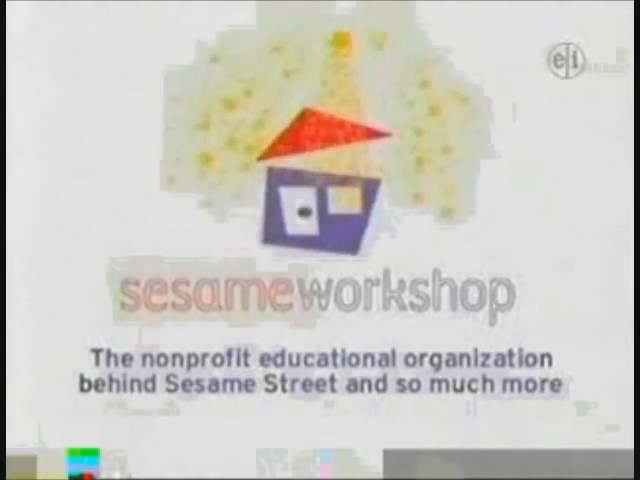 e/i
sesameworkshop
The nonprofit educational organization
behind Sesame Street and so much more